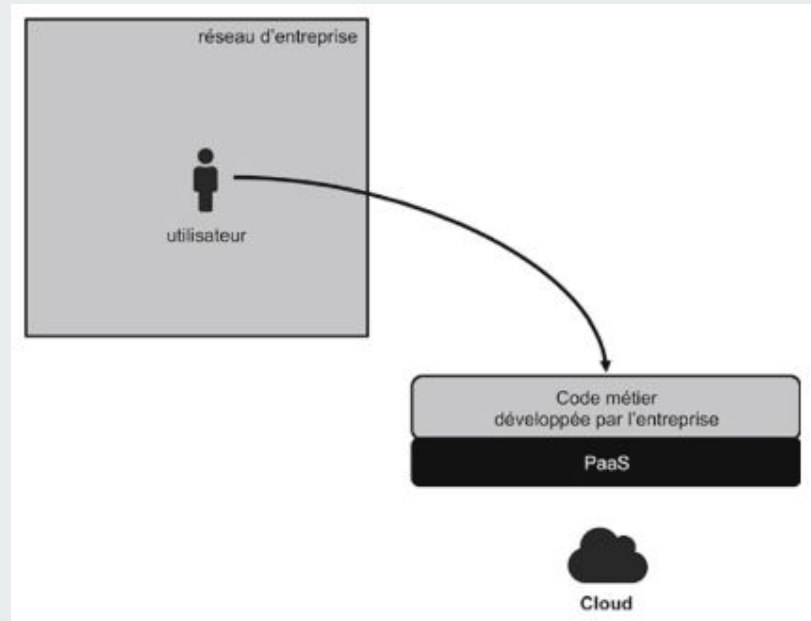 réseau d'entreprise
utilisateur
Code métier
développée par l'entreprise
PaaS
Cloud